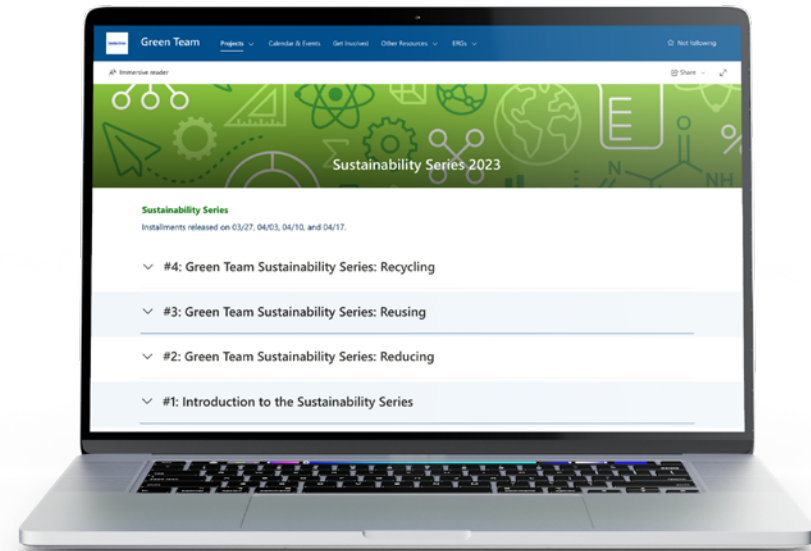 Green Team
Projects
Calendar & Events
Get Involved
Other Resources
ERGs
Not following
Immersive reader
Share
Sustainability Series 2023
E
N
NH
%
Sustainability Series
Installments released on 03/27, 04/03, 04/10, and 04/17.
#4: Green Team Sustainability Series: Recycling
#3: Green Team Sustainability Series: Reusing
#2: Green Team Sustainability Series: Reducing
#1: Introduction to the Sustainability Series